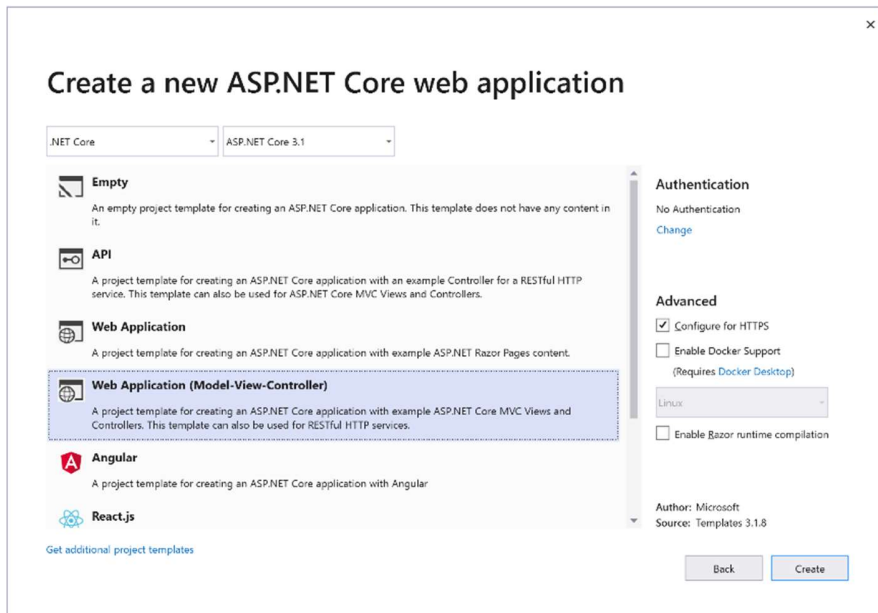 Create a new ASP.NET Core web application
.NET Core
ASP.NET Core 3.1
Empty
An empty project template for creating an ASP.NET Core application. This template does not have any content in
it.
API
A project template for creating an ASP.NET Core application with an example Controller for a RESTful HTTP
service. This template can also be used for ASP.NET Core MVC Views and Controllers.
Web Application
A project template for creating an ASP.NET Core application with example ASP.NET Razor Pages content.
Web Application (Model-View-Controller)
A project template for creating an ASP.NET Core application with example ASP.NET Core MVC Views and
Controllers. This template can also be used for RESTful HTTP services.
Angular
A project template for creating an ASP.NET Core application with Angular
React.js
Get additional project templates
Authentication
No Authentication
Change
Advanced
Configure for HTTPS
Enable Docker Support
(Requires Docker Desktop)
Linux
Enable Razor runtime compilation
Author: Microsoft
Source: Templates 3.1.8
Back
Create